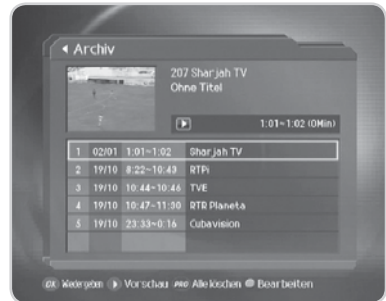 Archiv
207 Sharjah TV
Ohne Titel
1:01~1:02 (0Min)
1 02/01 1:01~1:02 Sharjah TV
2 19/10 8:22~10:43 RTPi
3 19/10 10:44~10:46 TVE
4 19/10 10:47~11:30 RTR Planeta
5 19/10 23:33~0:16 Cubavision
OK Wiedergeben Vorschau PRO Alle löschen Bearbeiten